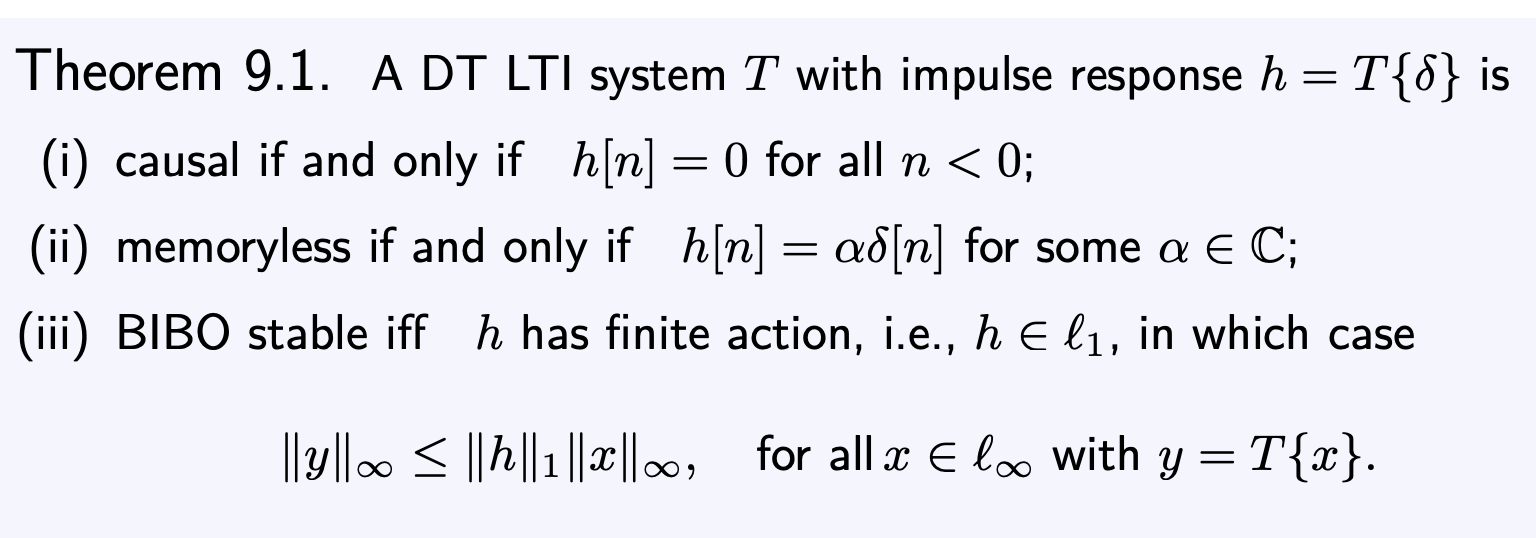 Theorem 9.1. A DT LTI system T with impulse response h = T{δ} is
(i) causal if and only if h[n] = 0 for all n < 0;
(ii) memoryless if and only if h[n] = αδ[n] for some α ∈ ℂ;
(iii) BIBO stable iff h has finite action, i.e., h ∈ ℓ₁, in which case
‖y‖∞ ≤ ‖h‖₁‖x‖∞, for all x ∈ ℓ∞ with y = T{x}.